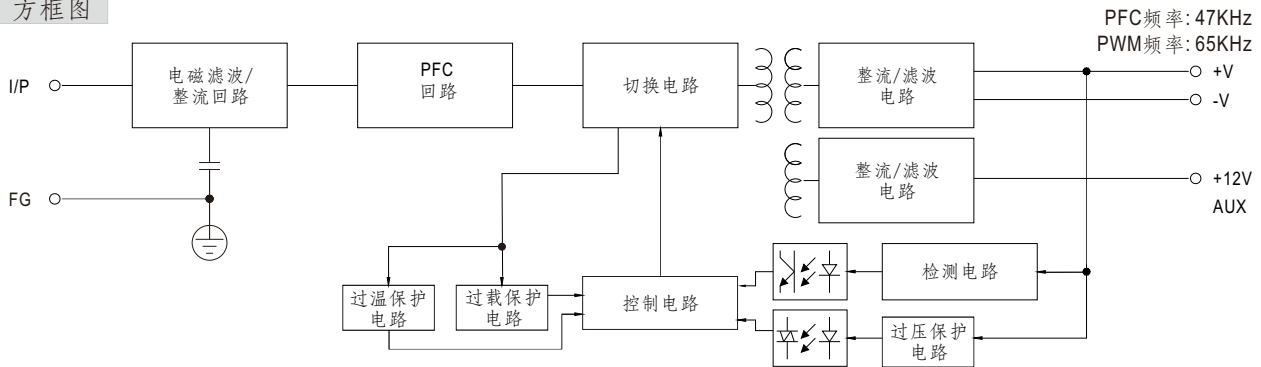 方框图
PFC频率: 47KHz
PWM频率: 65KHz
I/P
电磁滤波/
整流回路
PFC
回路
切换电路
整流/滤波
电路
+V
-V
整流/滤波
电路
+12V
AUX
FG
过温保护
电路
过载保护
电路
控制电路
检测电路
过压保护
电路